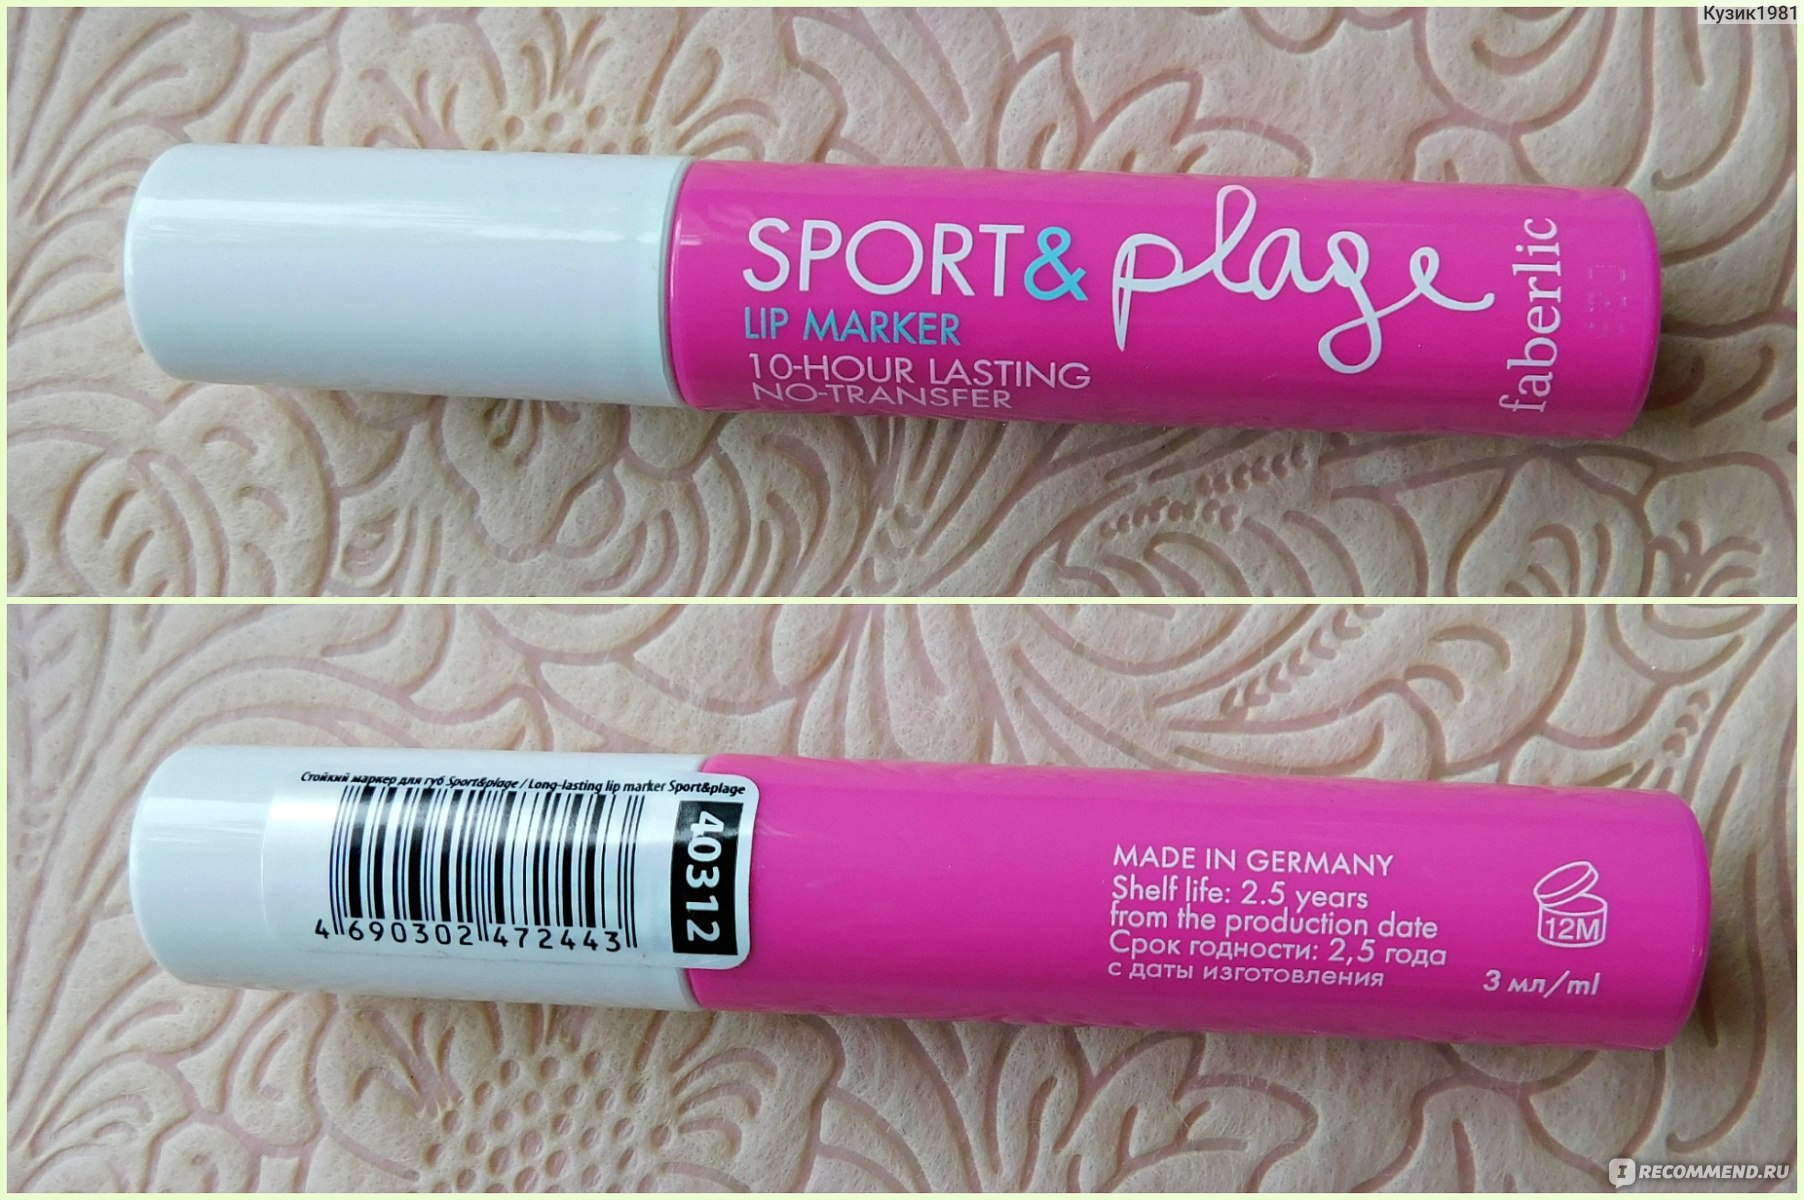 Кузик1981
SPORT& plage
LIP MARKER
10-HOUR LASTING
NO-TRANSFER
faberlic
Стойкий маркер для губ Sport&plage / Long-lasting lip marker Sport&plage
40312
4 690302 472443
MADE IN GERMANY
Shelf life: 2.5 years
from the production date
Срок годности: 2,5 года
с даты изготовления
12M
3 мл/ml
IRECOMMEND.RU